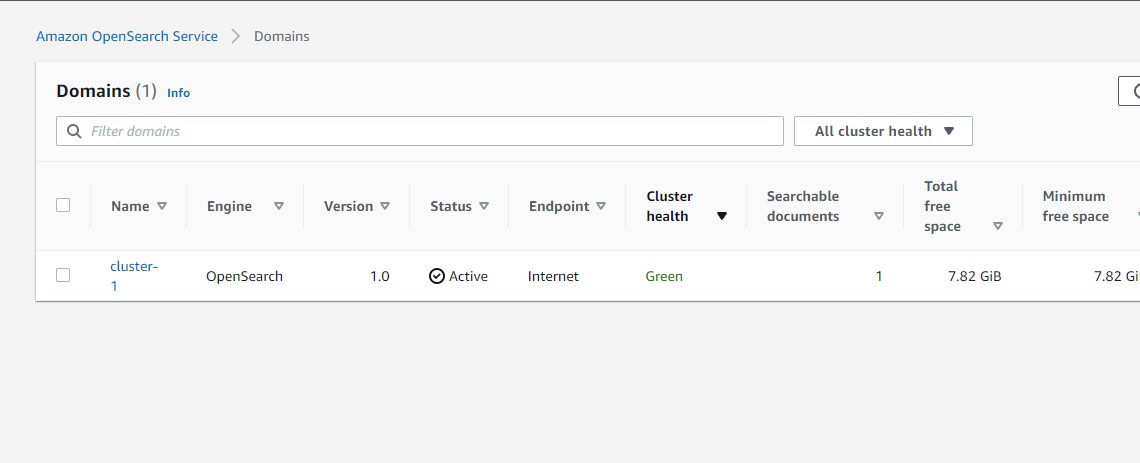 Amazon OpenSearch Service > Domains
Domains (1) Info
Filter domains
All cluster health
Name Engine Version Status Endpoint Cluster health Searchable documents Total free space Minimum free space
cluster-1 OpenSearch 1.0 Active Internet Green 1 7.82 GiB 7.82 Gi